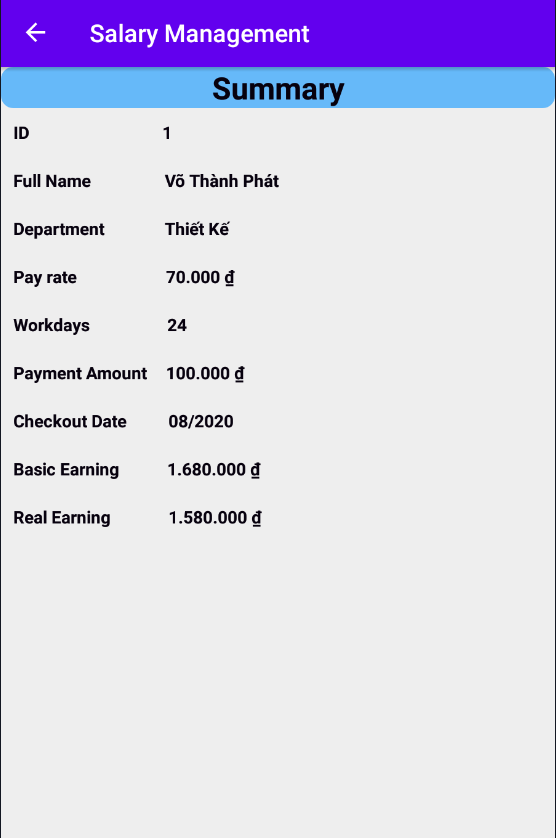 Salary Management
Summary
ID 1
Full Name Võ Thành Phát
Department Thiết Kế
Pay rate 70.000 ₫
Workdays 24
Payment Amount 100.000 ₫
Checkout Date 08/2020
Basic Earning 1.680.000 ₫
Real Earning 1.580.000 ₫